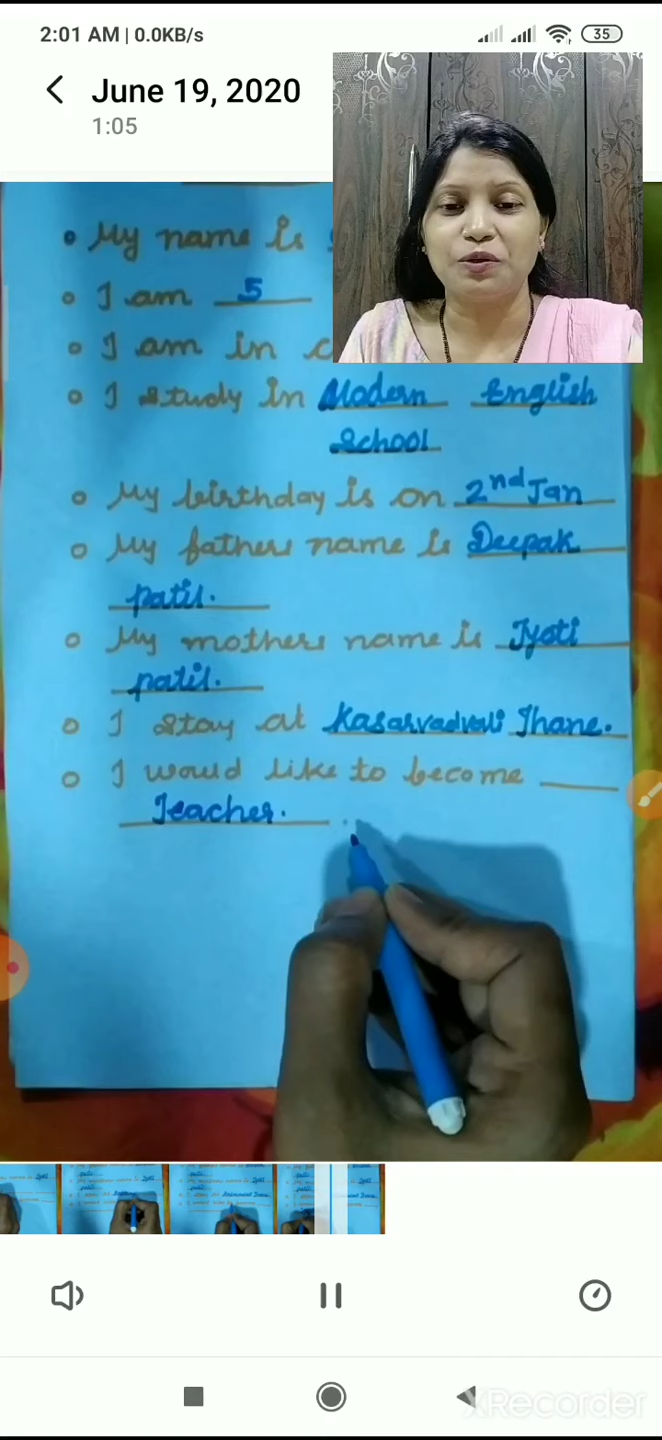 2:01 AM | 0.0KB/s
35
June 19, 2020
1:05
My name is
I am 5
I am in c
I study in Modern English
School
My birthday is on 2nd Jan
My fathers name is Deepak
patil.
My mothers name is Jyoti
patil.
I stay at Kasarvadvali Thane.
I would like to become
Teacher.
XRecorder